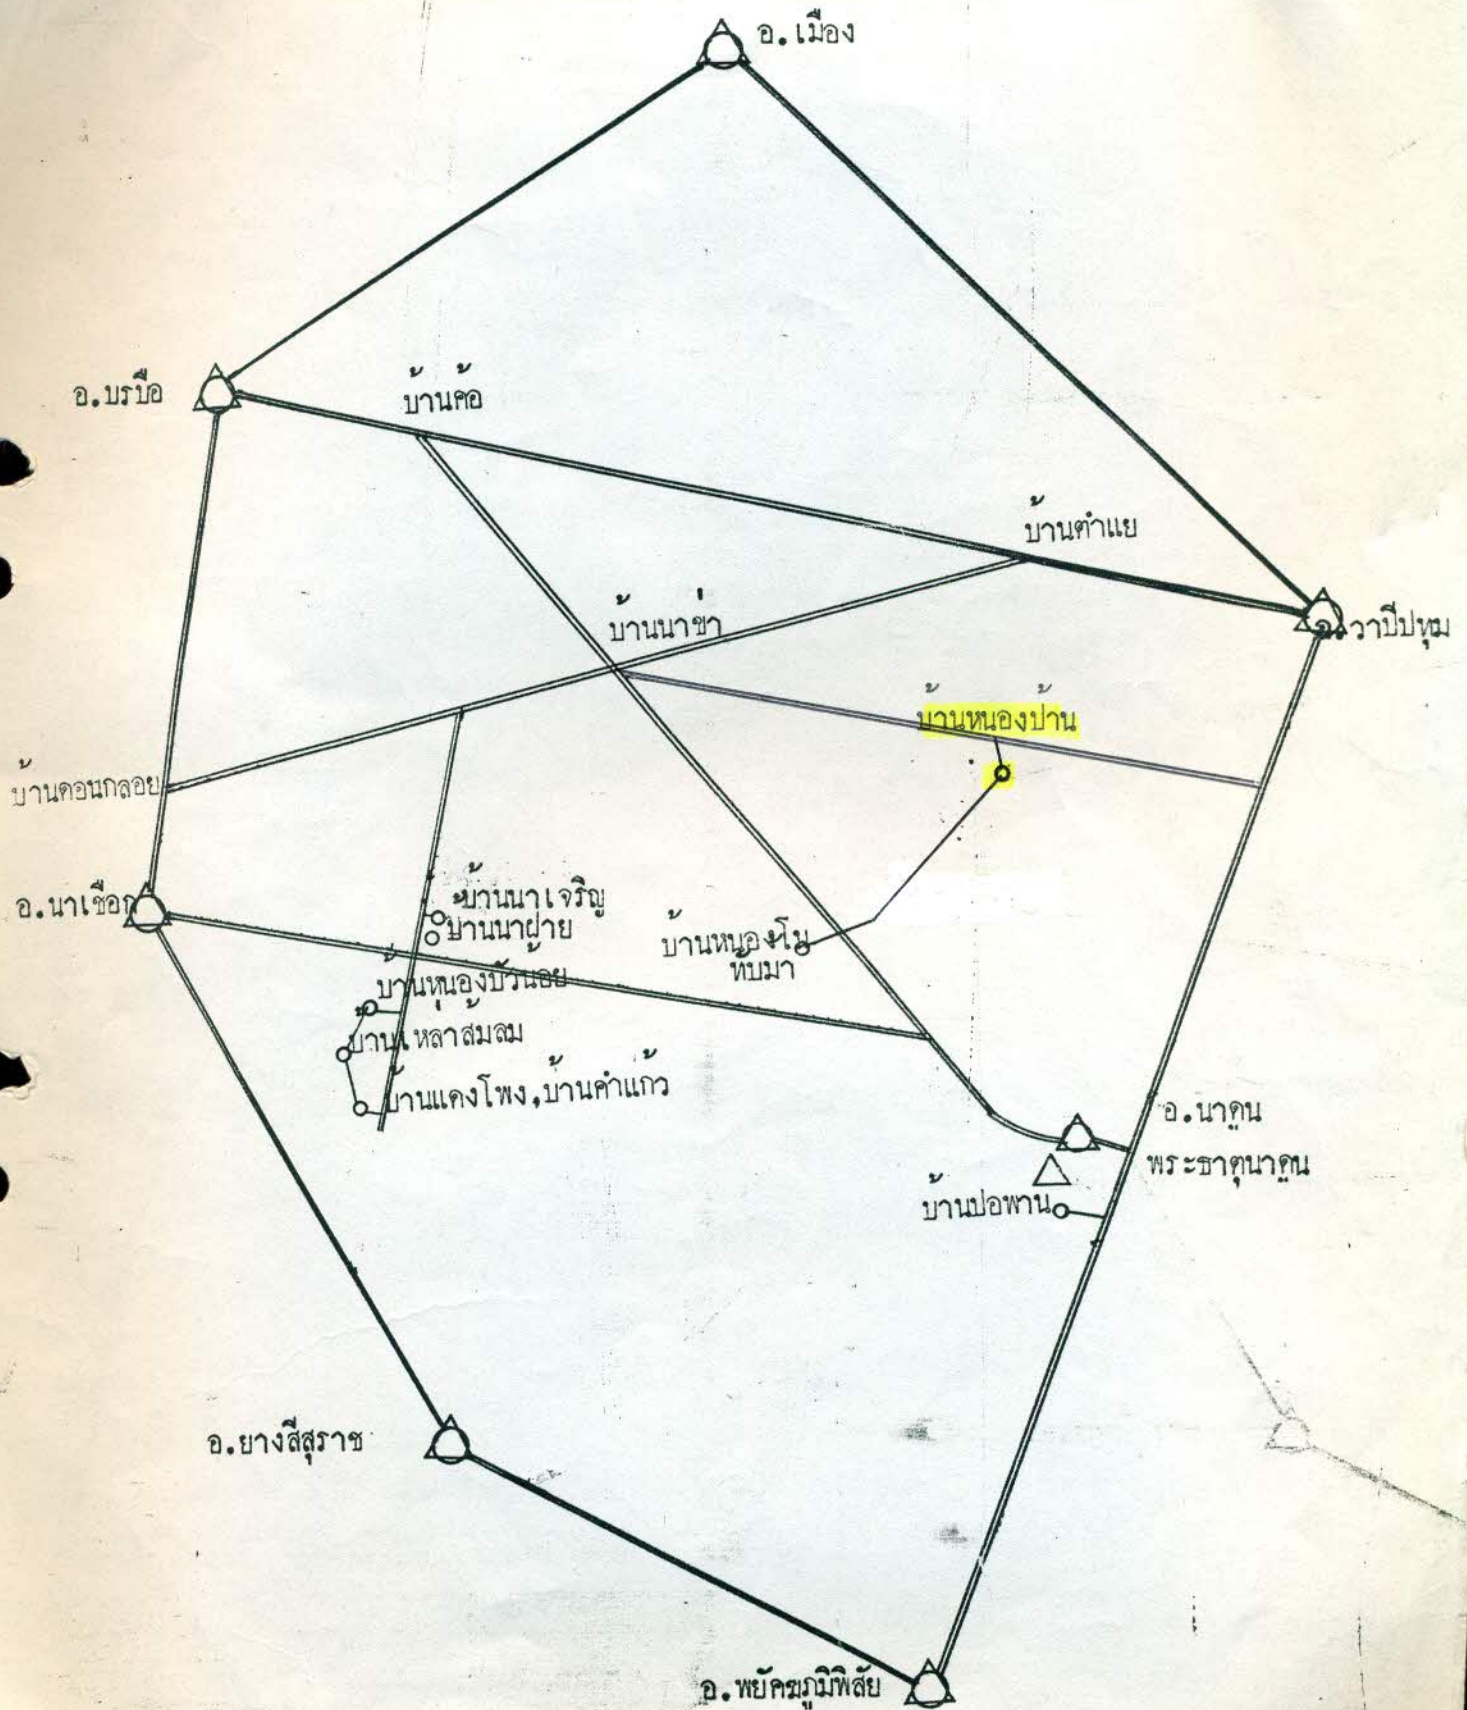 อ.เมือง
อ.บรบือ
บ้านค้อ
บ้านตำแย
บ้านนาข่า
อ.วาปีปทุม
บ้านหนองป้าน
บ้านดอนกลอย
อ.นาเชือก
บ้านนาเจริญ
บ้านนาฝาย
บ้านหนองโน
ทับมา
บ้านหนองบัวน้อย
บ้านเหล่าส้มลม
บ้านแดงโพง,บ้านคำแก้ว
อ.นาดูน
พระธาตุนาดูน
บ้านปอพาน
อ.ยางสีสุราช
อ.พยัคฆภูมิพิสัย